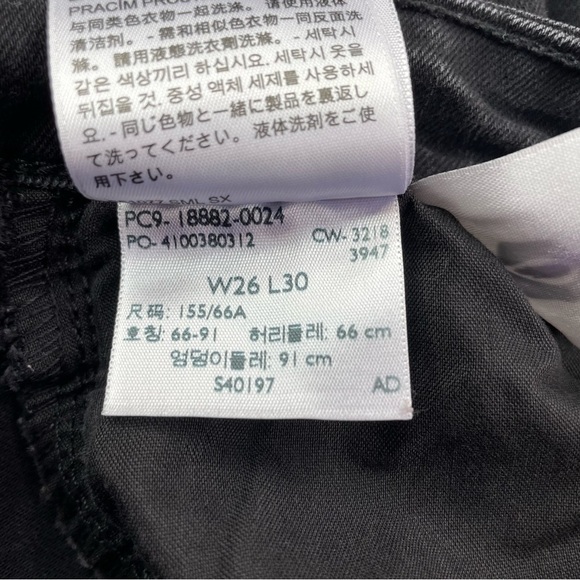 与同类色衣物一起洗涤。请使用液体
清洁剂。- 需和相似色衣物一同反面洗
滌。請用液態洗衣劑洗滌。- 세탁시
같은 색상끼리 하십시요. 세탁시 옷을
뒤집을 것. 중성 액체 세제를 사용하세
요. - 同じ色物と一緒に製品を裏返し
て洗ってください。液体洗剤をご使
用下さい。
PC9- 18882-0024
PO- 4100380312 CW- 3218
3947
W26 L30
尺码: 155/66A
호칭: 66-91 허리둘레: 66 cm
엉덩이둘레: 91 cm
S40197 AD